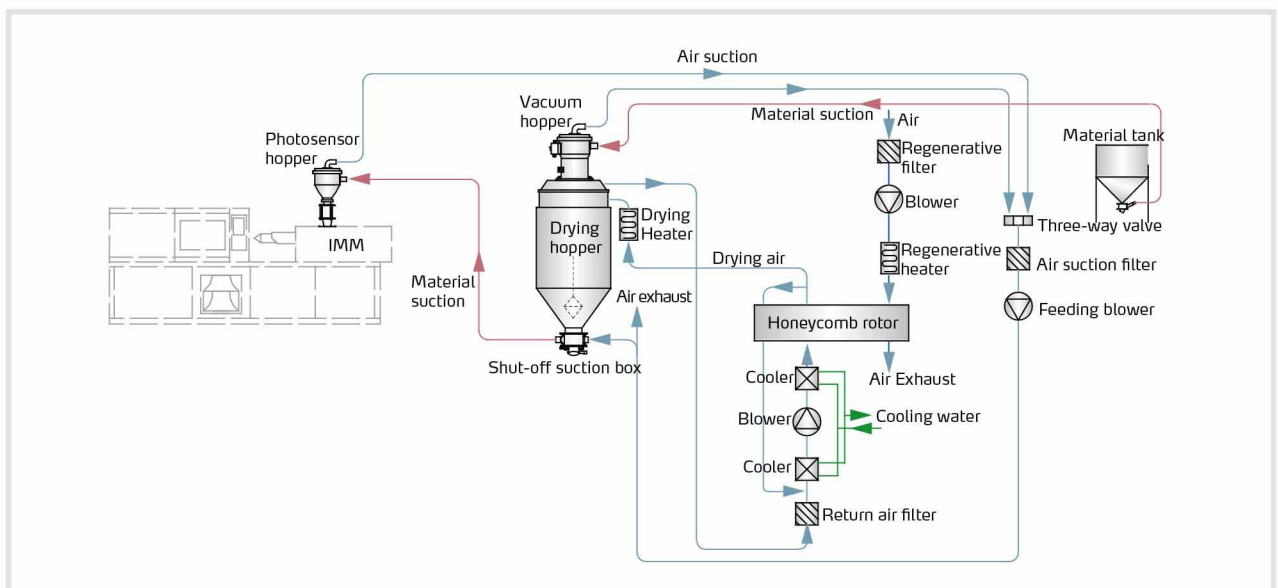 Air suction
Vacuum
hopper
Material suction
Air
Photosensor
hopper
Regenerative
filter
Material tank
Blower
IMM
Drying
hopper
Drying
Heater
Three-way valve
Drying air
Regenerative
heater
Air suction filter
Material
suction
Air exhaust
Feeding blower
Honeycomb rotor
Shut-off suction box
Cooler
Air Exhaust
Blower
Cooling water
Cooler
Return air filter